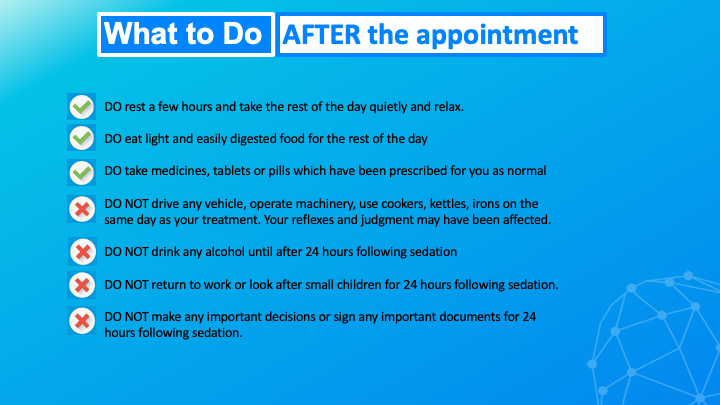 What to Do AFTER the appointment
DO rest a few hours and take the rest of the day quietly and relax.
DO eat light and easily digested food for the rest of the day
DO take medicines, tablets or pills which have been prescribed for you as normal
DO NOT drive any vehicle, operate machinery, use cookers, kettles, irons on the
same day as your treatment. Your reflexes and judgment may have been affected.
DO NOT drink any alcohol until after 24 hours following sedation
DO NOT return to work or look after small children for 24 hours following sedation.
DO NOT make any important decisions or sign any important documents for 24
hours following sedation.